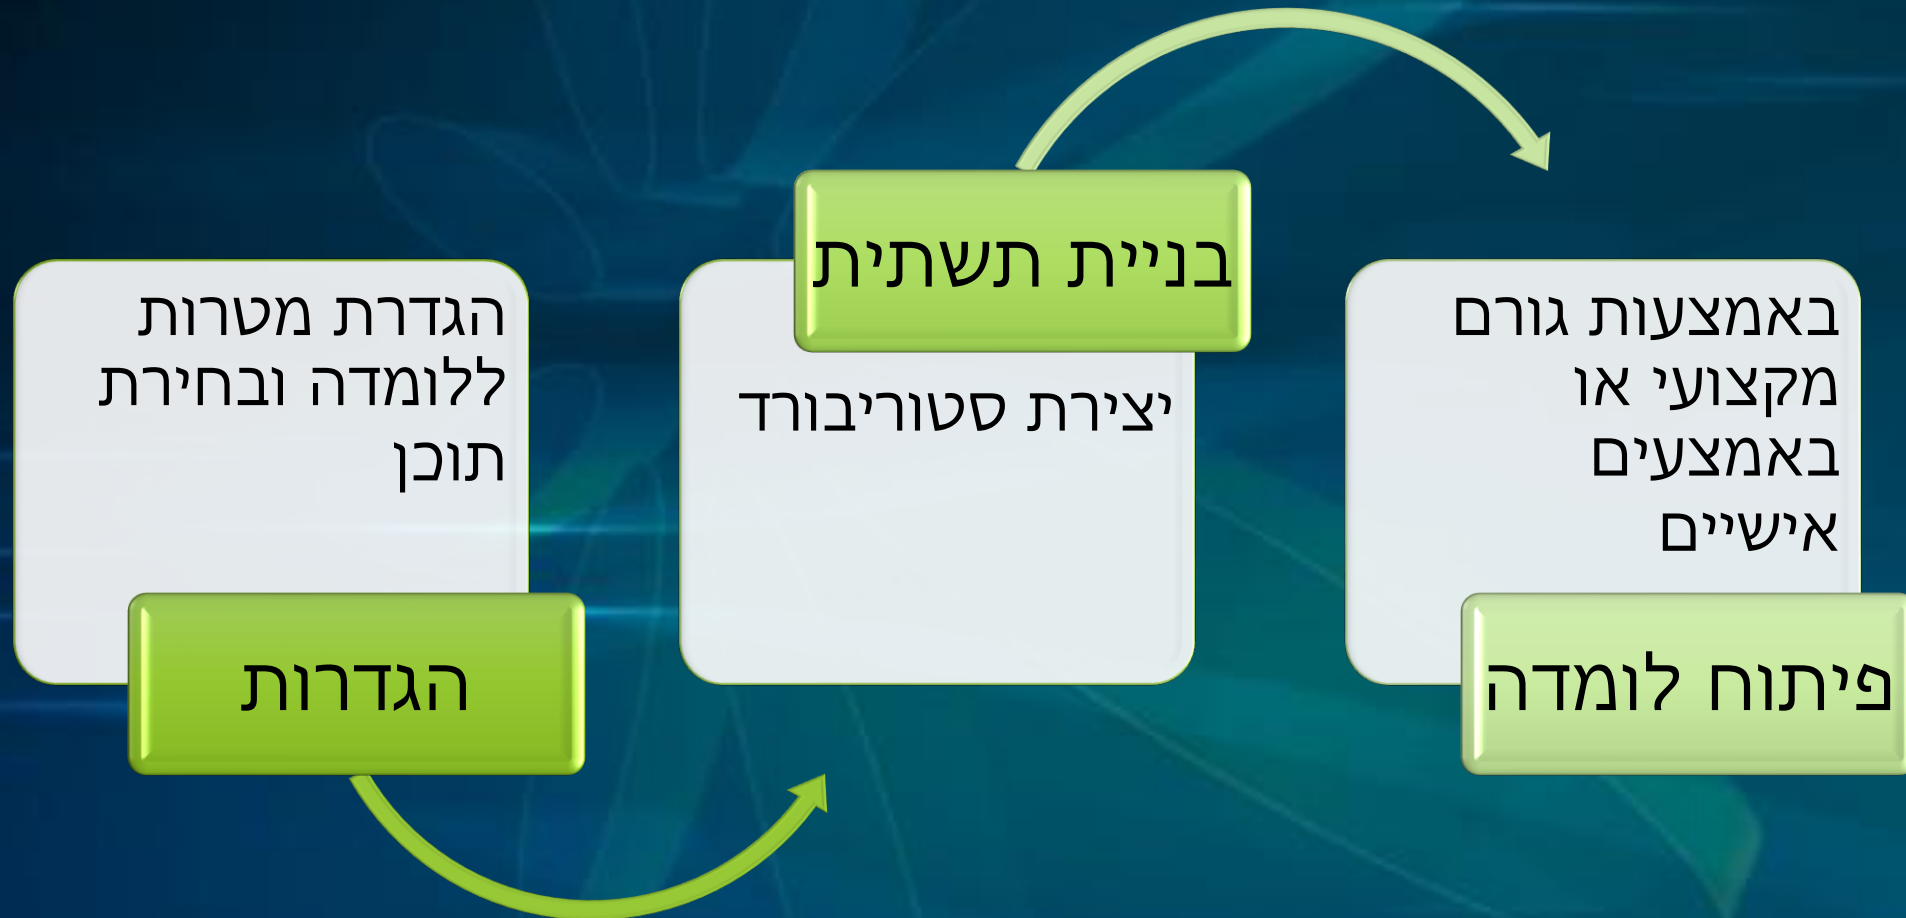 הגדרת מטרות
ללומדה ובחירת
תוכן
הגדרות
בניית תשתית
יצירת סטוריבורד
באמצעות גורם
מקצועי או
באמצעים
אישיים
פיתוח לומדה